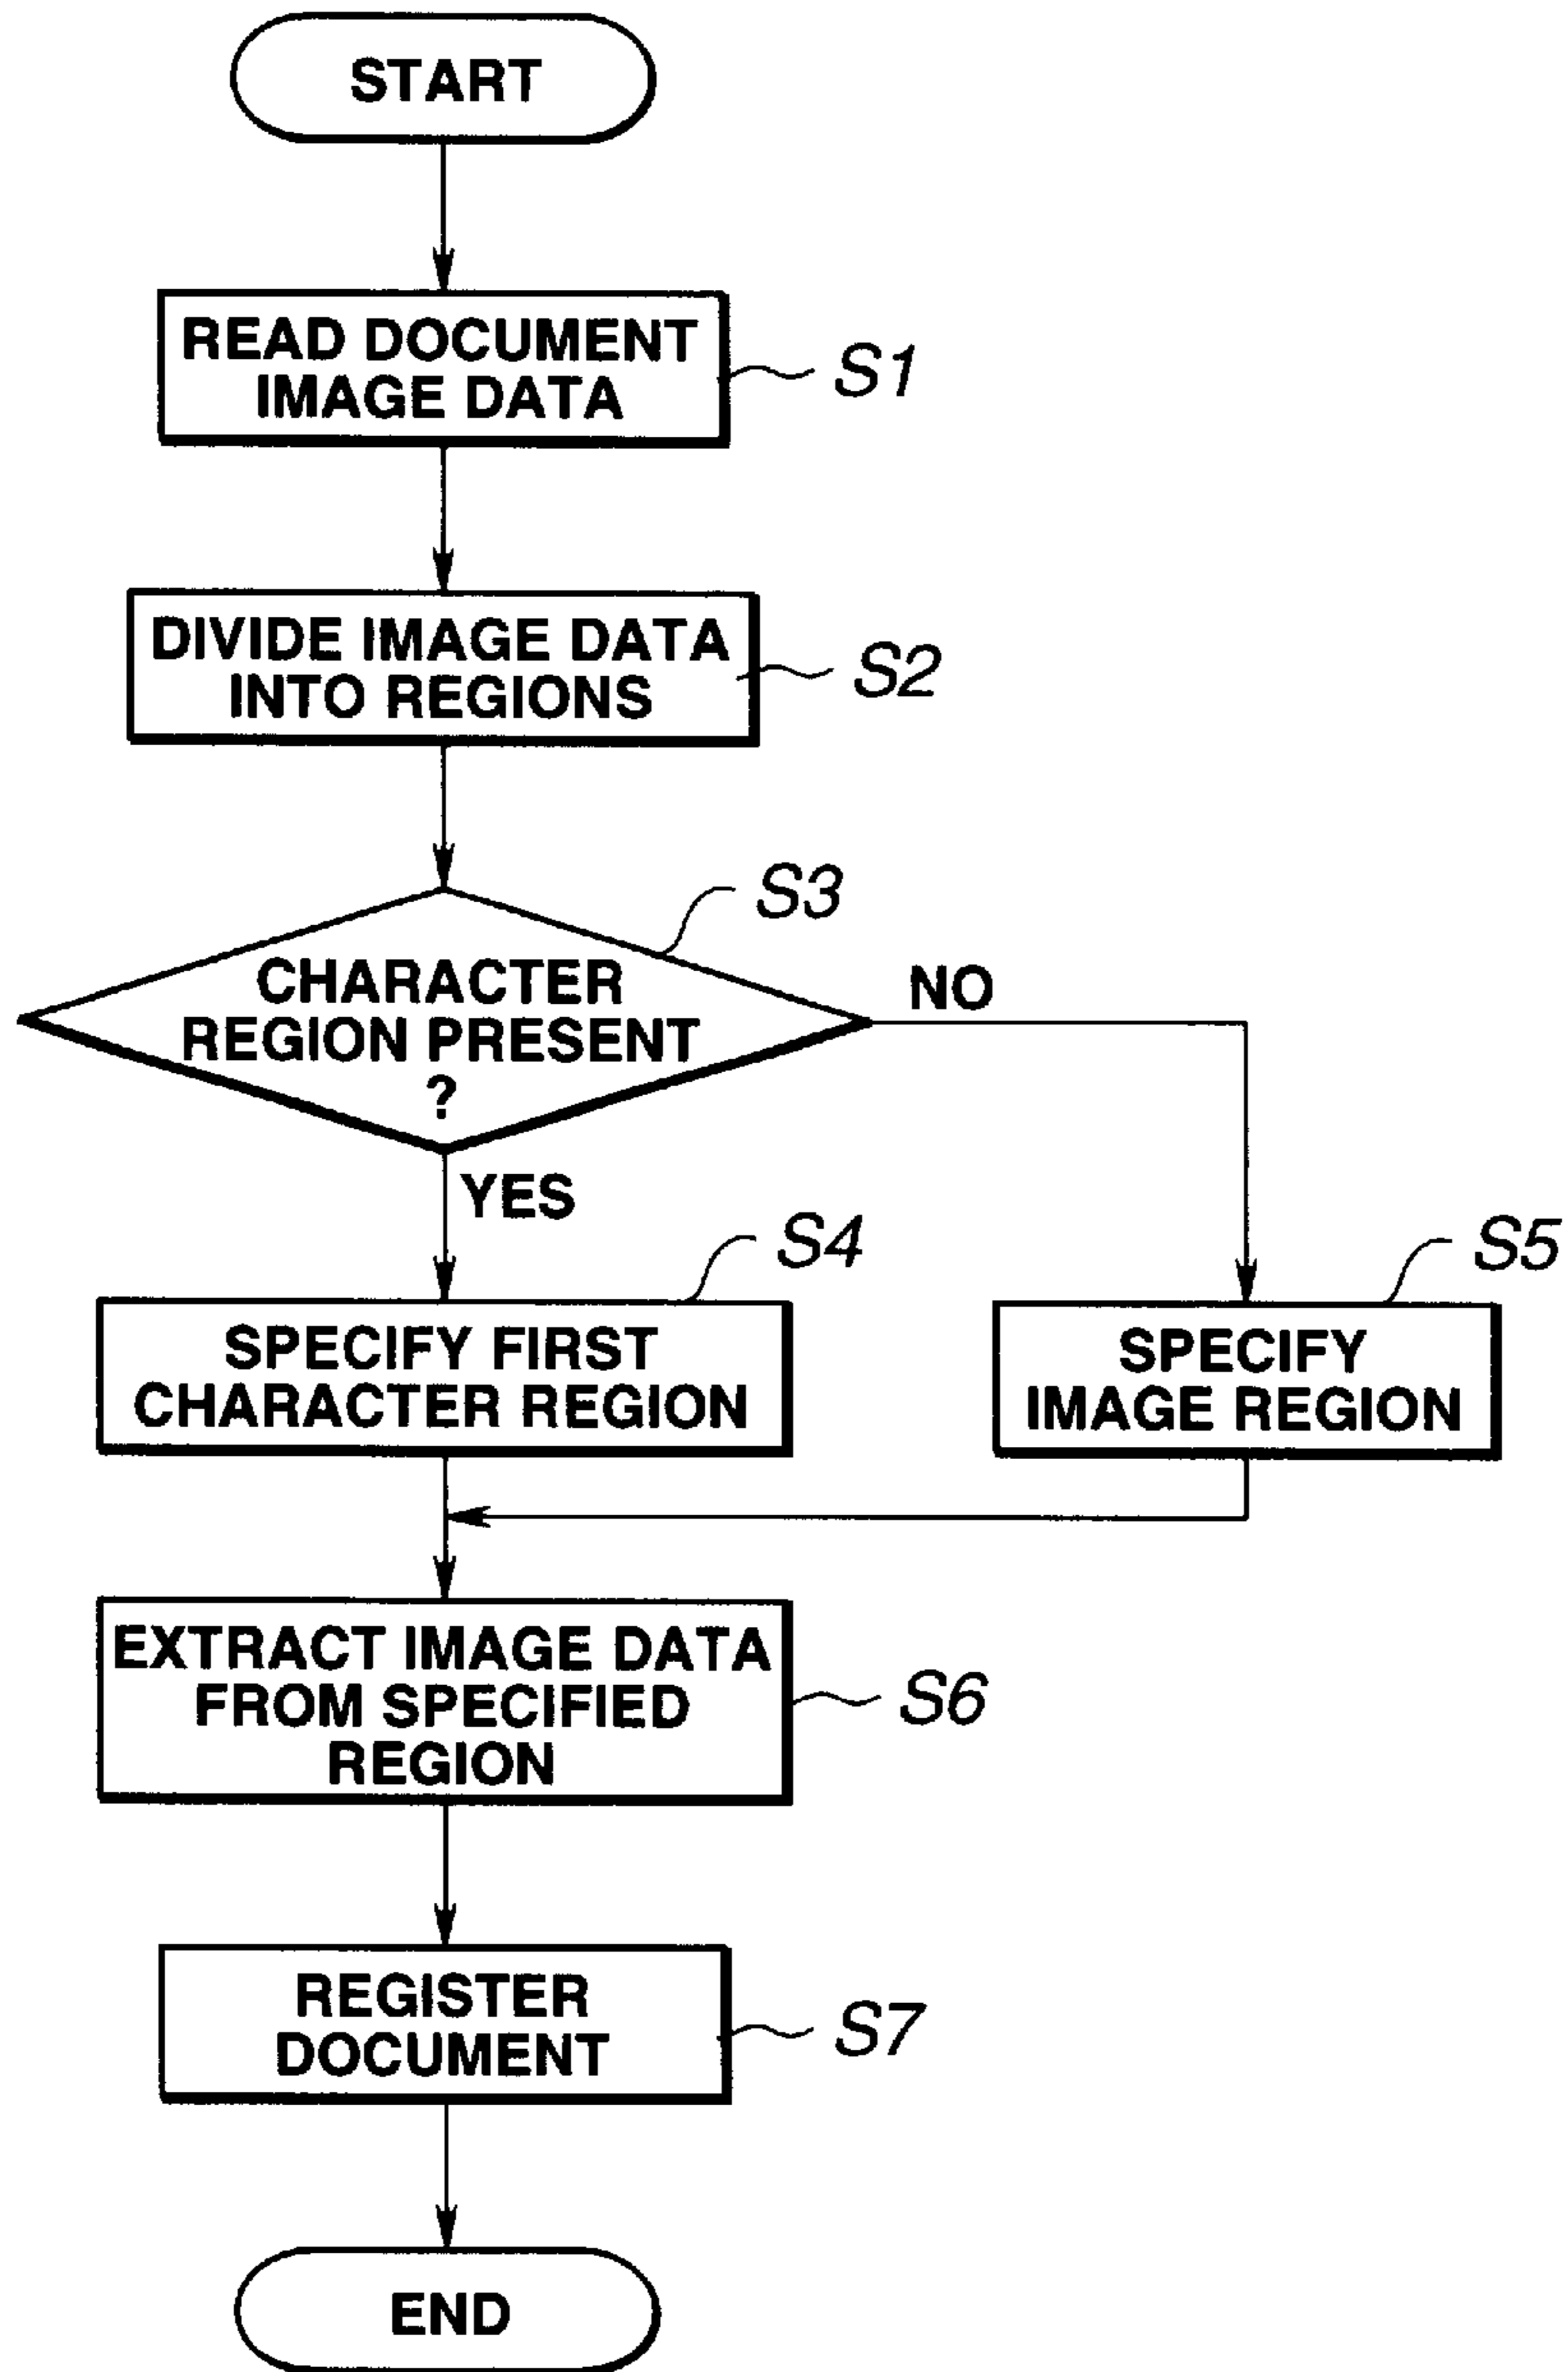 START
READ DOCUMENT
IMAGE DATA
S1
DIVIDE IMAGE DATA
INTO REGIONS
S2
S3
CHARACTER
REGION PRESENT
?
NO
YES
S4
S5
SPECIFY FIRST
CHARACTER REGION
SPECIFY
IMAGE REGION
EXTRACT IMAGE DATA
FROM SPECIFIED
REGION
S6
REGISTER
DOCUMENT
S7
END